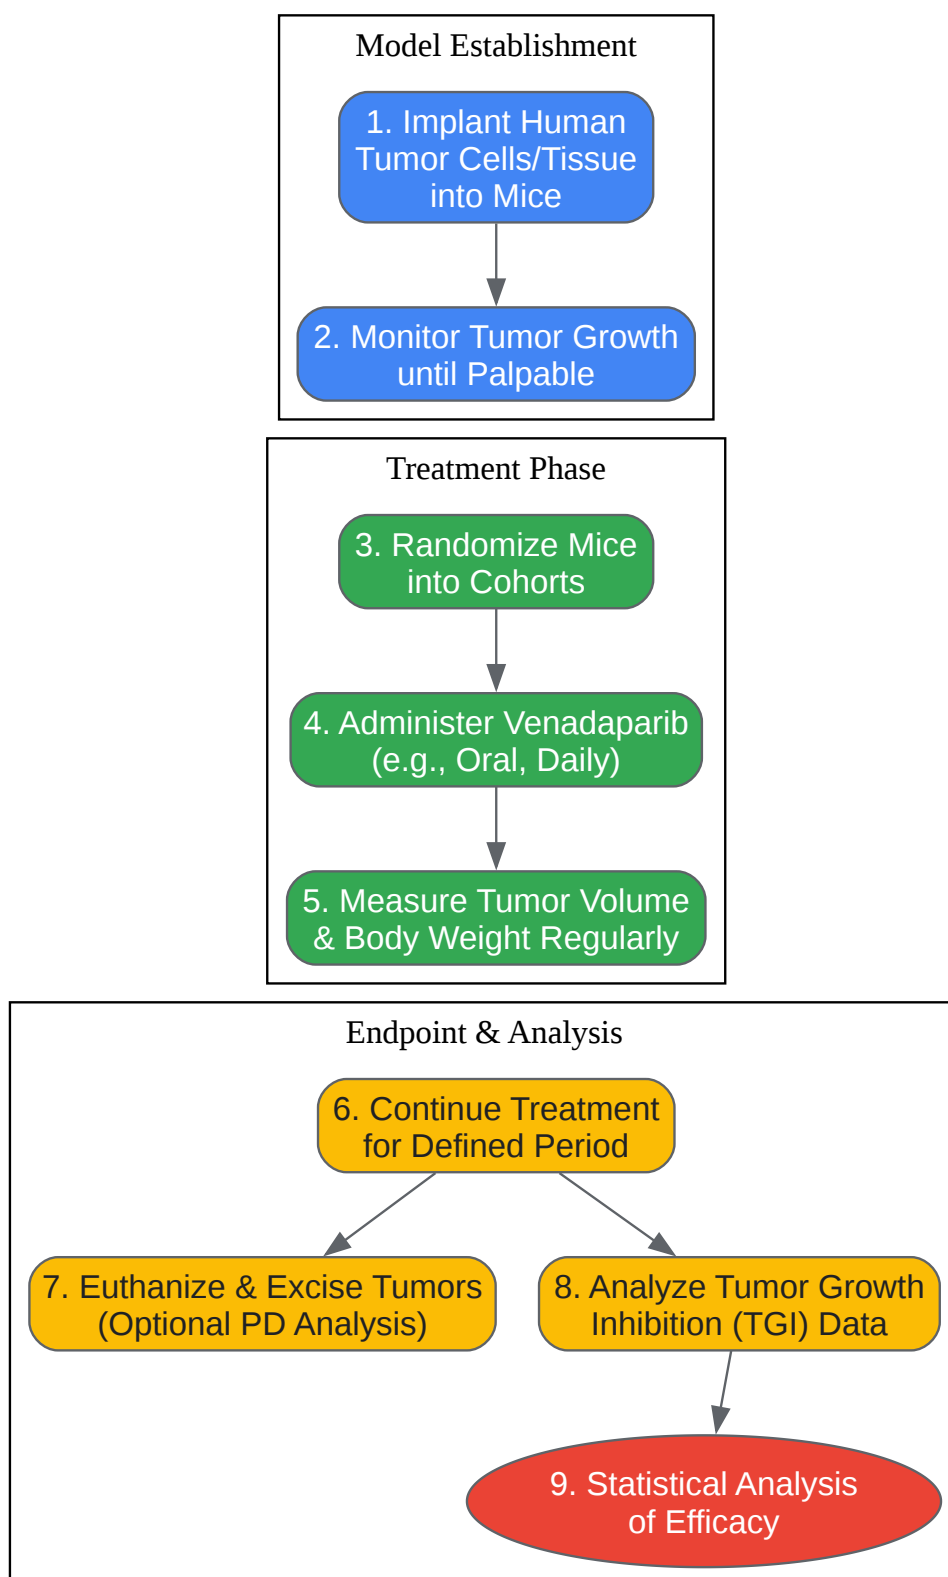 Model Establishment
1. Implant Human
Tumor Cells/Tissue
into Mice
2. Monitor Tumor Growth
until Palpable
Treatment Phase
3. Randomize Mice
into Cohorts
4. Administer Venadaparib
(e.g., Oral, Daily)
5. Measure Tumor Volume
& Body Weight Regularly
Endpoint & Analysis
6. Continue Treatment
for Defined Period
7. Euthanize & Excise Tumors
(Optional PD Analysis)
8. Analyze Tumor Growth
Inhibition (TGI) Data
9. Statistical Analysis
of Efficacy